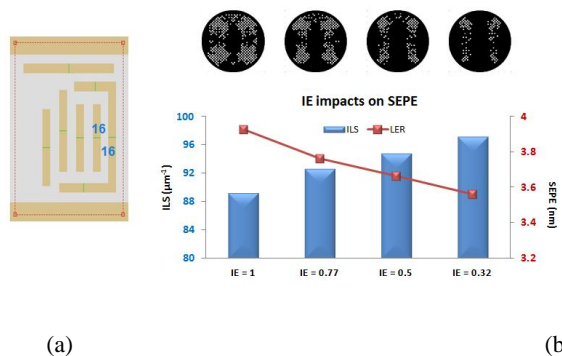 16
16
IE impacts on SEPE
ILS
LER
100
96
92
88
84
80
ILS (μm⁻¹)
4
3.8
3.6
3.4
3.2
SEPE (nm)
IE = 1
IE = 0.77
IE = 0.5
IE = 0.32
(a)
(b